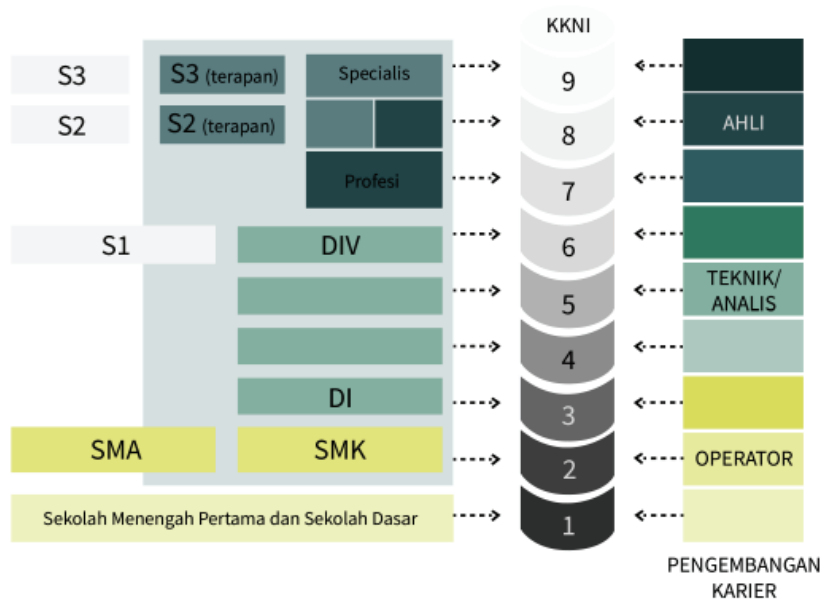 KKNI
S3
S3 (terapan)
Specialis
9
S2
S2 (terapan)
8
AHLI
Profesi
7
S1
DIV
6
5
TEKNIK/
ANALIS
4
DI
3
SMA
SMK
2
OPERATOR
Sekolah Menengah Pertama dan Sekolah Dasar
1
PENGEMBANGAN
KARIER